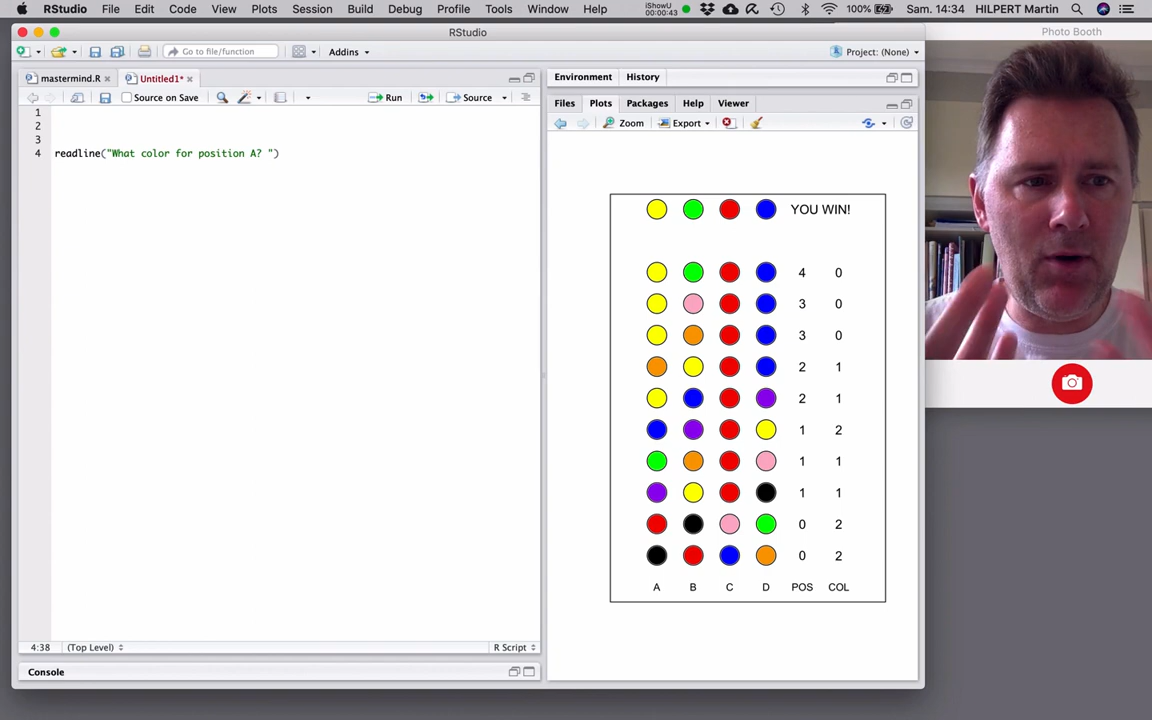 RStudio File Edit Code View Plots Session Build Debug Profile Tools Window Help iShowU 00:00:43 100% Sam. 14:34 HILPERT Martin
RStudio
Photo Booth
Go to file/function Addins Project: (None)
mastermind.R Untitled1*
Environment History
Source on Save Run Source
Files Plots Packages Help Viewer
Zoom Export
1
2
3
4 readline("What color for position A? ")
YOU WIN!
4 0
3 0
3 0
2 1
2 1
1 2
1 1
1 1
0 2
0 2
A B C D POS COL
4:38 (Top Level) R Script
Console